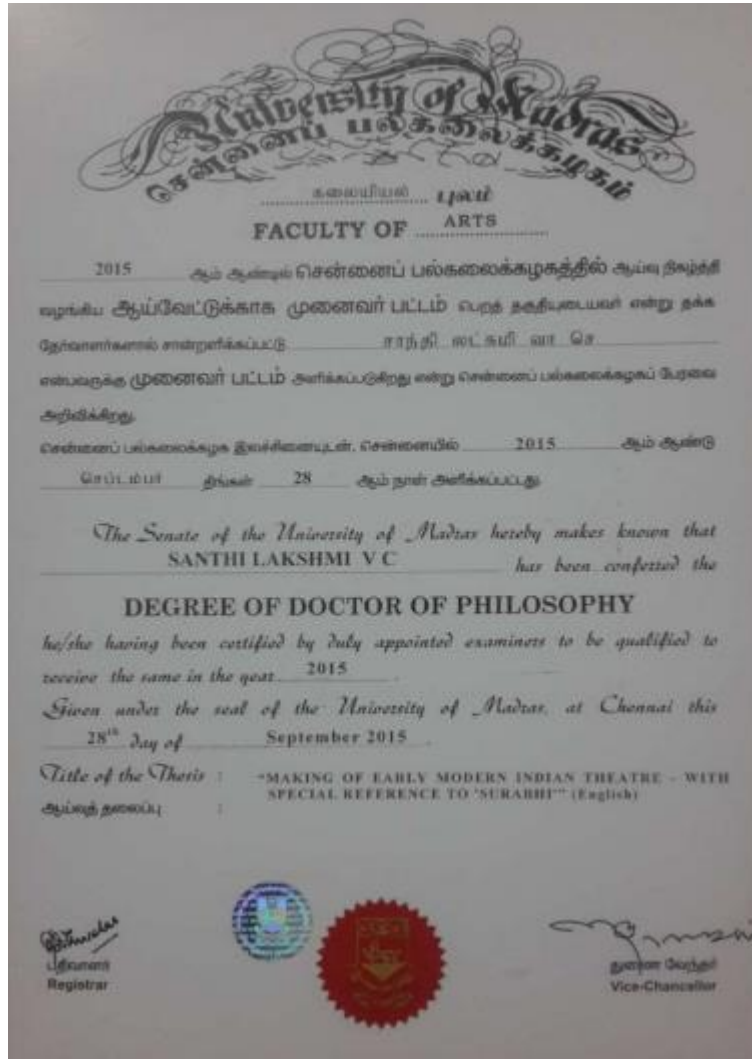 University of Madras
சென்னைப் பல்கலைக்கழகம்
கலையியல் புலம்
FACULTY OF ARTS
2015 ஆம் ஆண்டில் சென்னைப் பல்கலைக்கழகத்தில் ஆய்வு நிகழ்த்தி
வழங்கிய ஆய்வேட்டுக்காக முனைவர் பட்டம் பெறத் தகுதியுடையவர் என்று தக்க
தேர்வாளர்களால் சான்றளிக்கப்பட்டு சாந்தி லட்சுமி வா செ
என்பவருக்கு முனைவர் பட்டம் அளிக்கப்படுகிறது என்று சென்னைப் பல்கலைக்கழகப் பேரவை
அறிவிக்கிறது.
சென்னைப் பல்கலைக்கழக இலச்சினையுடன், சென்னையில் 2015 ஆம் ஆண்டு
செப்டம்பர் திங்கள் 28 ஆம் நாள் அளிக்கப்பட்டது.
The Senate of the University of Madras hereby makes known that
SANTHI LAKSHMI V C has been conferred the
DEGREE OF DOCTOR OF PHILOSOPHY
he/she having been certified by duly appointed examiners to be qualified to
receive the same in the year 2015.
Given under the seal of the University of Madras, at Chennai this
28th day of September 2015.
Title of the Thesis : "MAKING OF EARLY MODERN INDIAN THEATRE - WITH
SPECIAL REFERENCE TO 'SURABHI'" (English)
ஆய்வுத் தலைப்பு :
பதிவாளர்
Registrar
துணை வேந்தர்
Vice-Chancellor